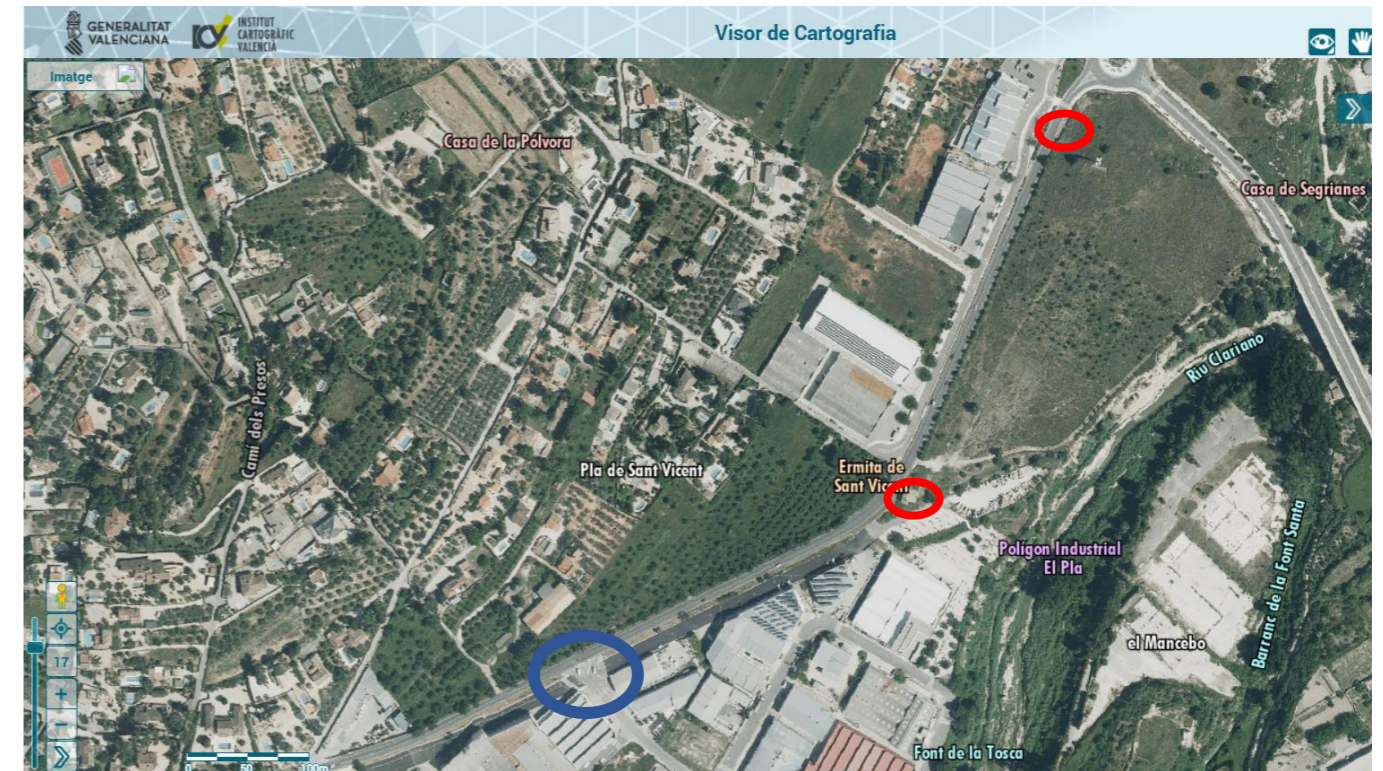 GENERALITAT
VALENCIANA
INSTITUT
CARTOGRÀFIC
VALENCIÀ
Visor de Cartografia
Imatge
Casa de la Pólvora
Casa de Segrianes
Riu Clariano
Camí dels Presos
Pla de Sant Vicent
Ermita de
Sant Vicent
Polígon Industrial
El Pla
Barranc de la Font Santa
el Mancebo
Font de la Tosca
17
+
−
0 50 100m